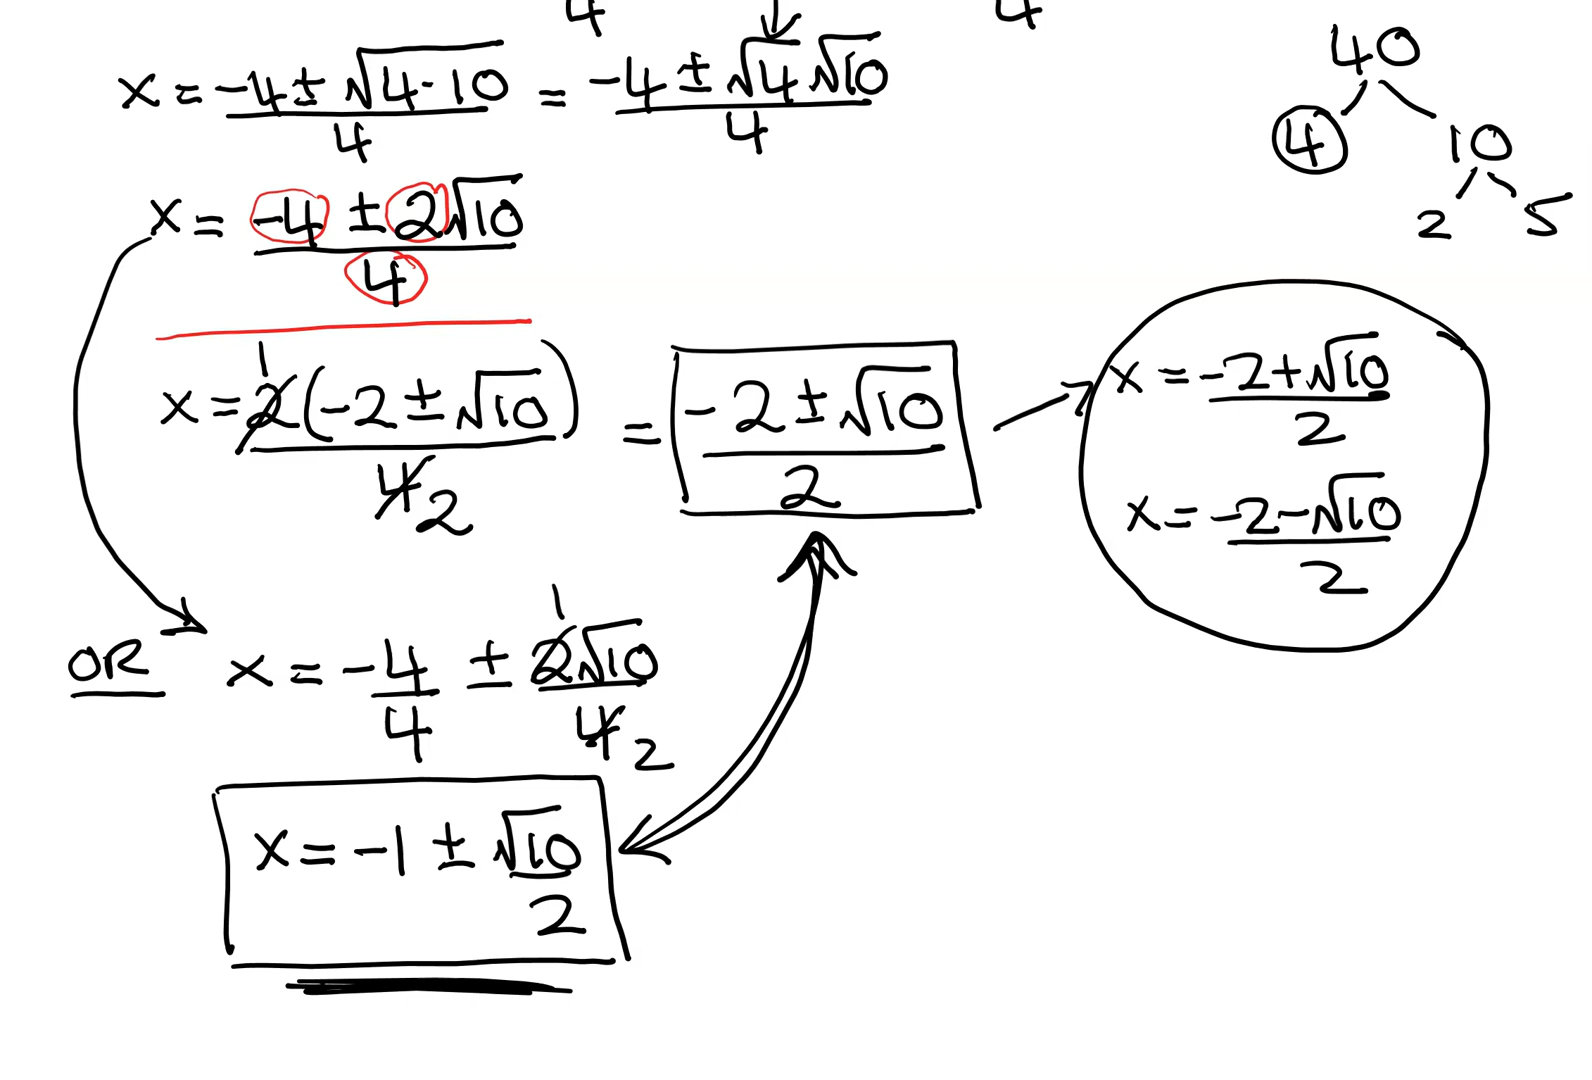 4 4
x = -4 ± √(4·10) / 4 = -4 ± √4 √10 / 4
x = -4 ± 2√10 / 4
1
x = 2(-2 ± √10) / 4 2 = -2 ± √10 / 2
OR x = -4/4 ± 2√10 / 4 2
1
x = -1 ± √10 / 2
40
4 10
2 5
x = -2+√10 / 2
x = -2-√10 / 2